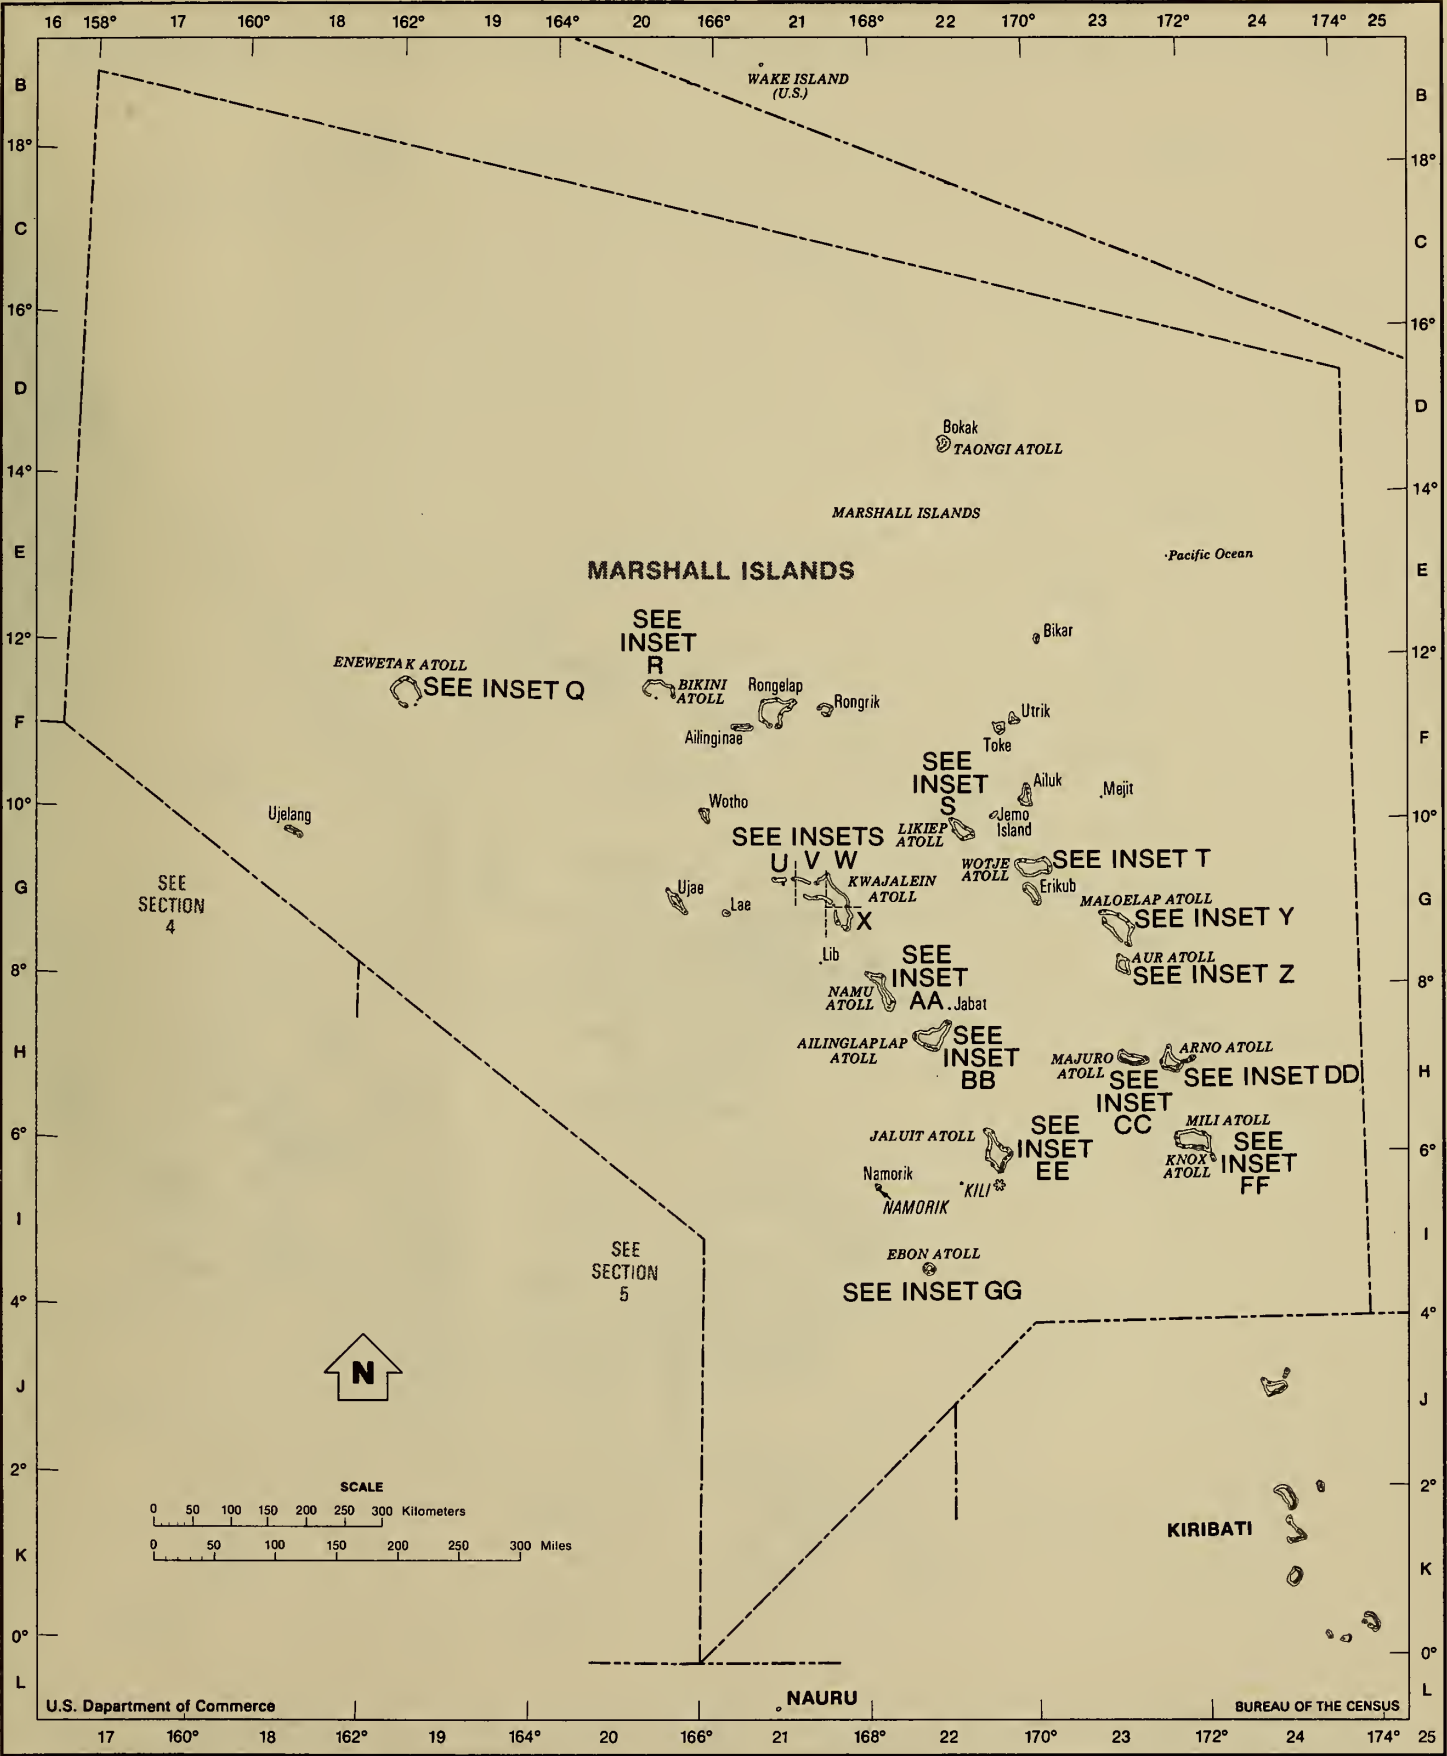 16 158° 17 160° 18 162° 19 164° 20 166° 21 168° 22 170° 23 172° 24 174° 25
B
WAKE ISLAND
(U.S.)
B
18°
18°
C
C
16°
16°
D
D
Bokak
TAONGI ATOLL
14°
14°
MARSHALL ISLANDS
E
·Pacific Ocean
E
MARSHALL ISLANDS
SEE
INSET
R
12°
Bikar
12°
ENEWETAK ATOLL
SEE INSET Q
BIKINI
ATOLL
Rongelap
Rongrik
F
Utrik
F
Ailinginae
Toke
SEE
INSET
S
Ailuk
Mejit
10°
10°
Ujelang
Wotho
Jemo
Island
LIKIEP
ATOLL
SEE INSETS
U V W
WOTJE
ATOLL
SEE INSET T
SEE
SECTION
4
G
Ujae
KWAJALEIN
ATOLL
Erikub
G
Lae
X
MALOELAP ATOLL
SEE INSET Y
Lib
SEE
INSET
AA
AUR ATOLL
SEE INSET Z
8°
8°
NAMU
ATOLL
Jabat
H
AILINGLAPLAP
ATOLL
SEE
INSET
BB
MAJURO
ATOLL
ARNO ATOLL
H
SEE INSET DD
SEE
INSET
CC
6°
JALUIT ATOLL
SEE
INSET
EE
MILI ATOLL
6°
KNOX
ATOLL
SEE
INSET
FF
Namorik
KILI
NAMORIK
I
I
SEE
SECTION
5
EBON ATOLL
SEE INSET GG
4°
4°
N
J
J
2°
2°
SCALE
0 50 100 150 200 250 300 Kilometers
0 50 100 150 200 250 300 Miles
KIRIBATI
K
K
0°
0°
L
L
U.S. Dapartment of Commerce
NAURU
BUREAU OF THE CENSUS
17 160° 18 162° 19 164° 20 166° 21 168° 22 170° 23 172° 24 174° 25